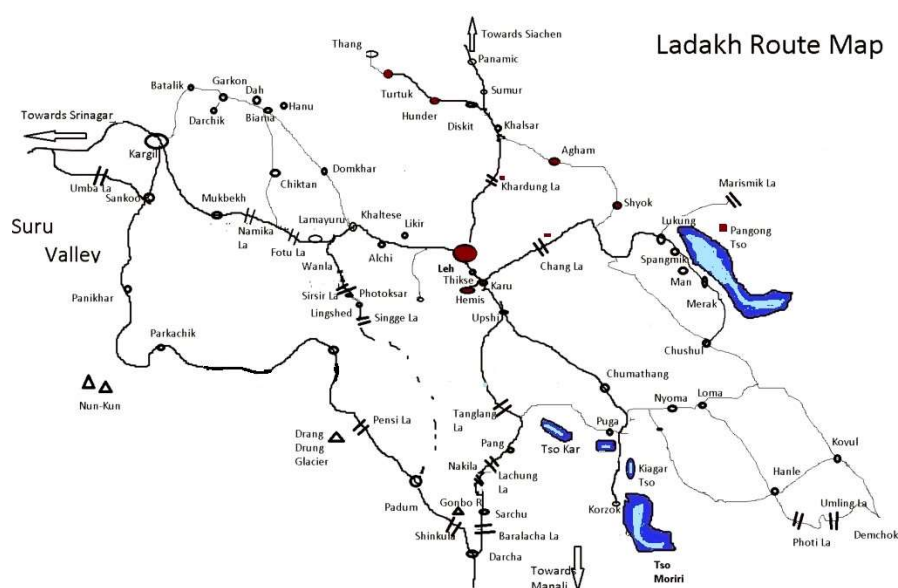 Ladakh Route Map
Towards Siachen
Thang
Panamic
Turtuk
Sumur
Hunder
Diskit
Khalsar
Garkon
Batalik
Dah
Hanu
Darchik
Biama
Towards Srinagar
Kargil
Agham
Domkhar
Chiktan
Khardung La
Umba La
Sankoo
Shyok
Marismik La
Mukbekh
Lamayuru
Khaltese
Likir
Suru
Valley
Namika
La
Fotu La
Alchi
Lukung
Pangong
Tso
Spangmik
Man
Merak
Wanla
Leh
Thikse
Karu
Hemis
Chang La
Panikhar
Sirsir La
Photoksar
Lingshed
Singge La
Upshi
Chushul
Parkachik
Chumathang
Nun-Kun
Nyoma
Loma
Tanglang
La
Puga
Pensi La
Drang
Drung
Glacier
Tso Kar
Pang
Kovul
Nakila
Lachung
La
Kiagar
Tso
Hanle
Padum
Gonbo R
Sarchu
Korzok
Umling La
Shinkula
Baralacha La
Photi La
Demchok
Darcha
Tso
Moriri
Towards
Manali